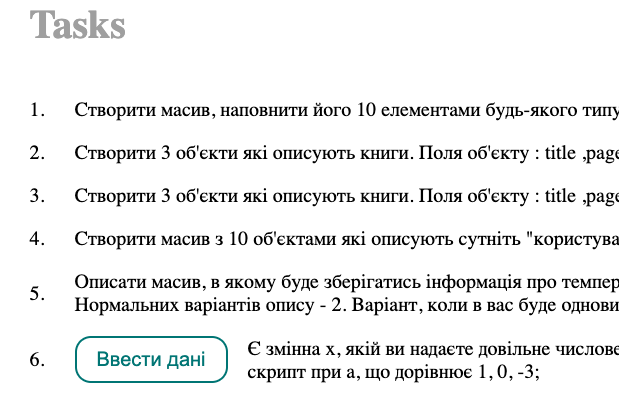 Tasks
1. Створити масив, наповнити його 10 елементами будь-якого типу
2. Створити 3 об'єкти які описують книги. Поля об'єкту : title ,page
3. Створити 3 об'єкти які описують книги. Поля об'єкту : title ,page
4. Створити масив з 10 об'єктами які описують сутніть "користува
5. Описати масив, в якому буде зберігатись інформація про темпер
Нормальних варіантів опису - 2. Варіант, коли в вас буде однови
6. Ввести дані Є змінна х, якій ви надаєте довільне числове
скрипт при а, що дорівнює 1, 0, -3;